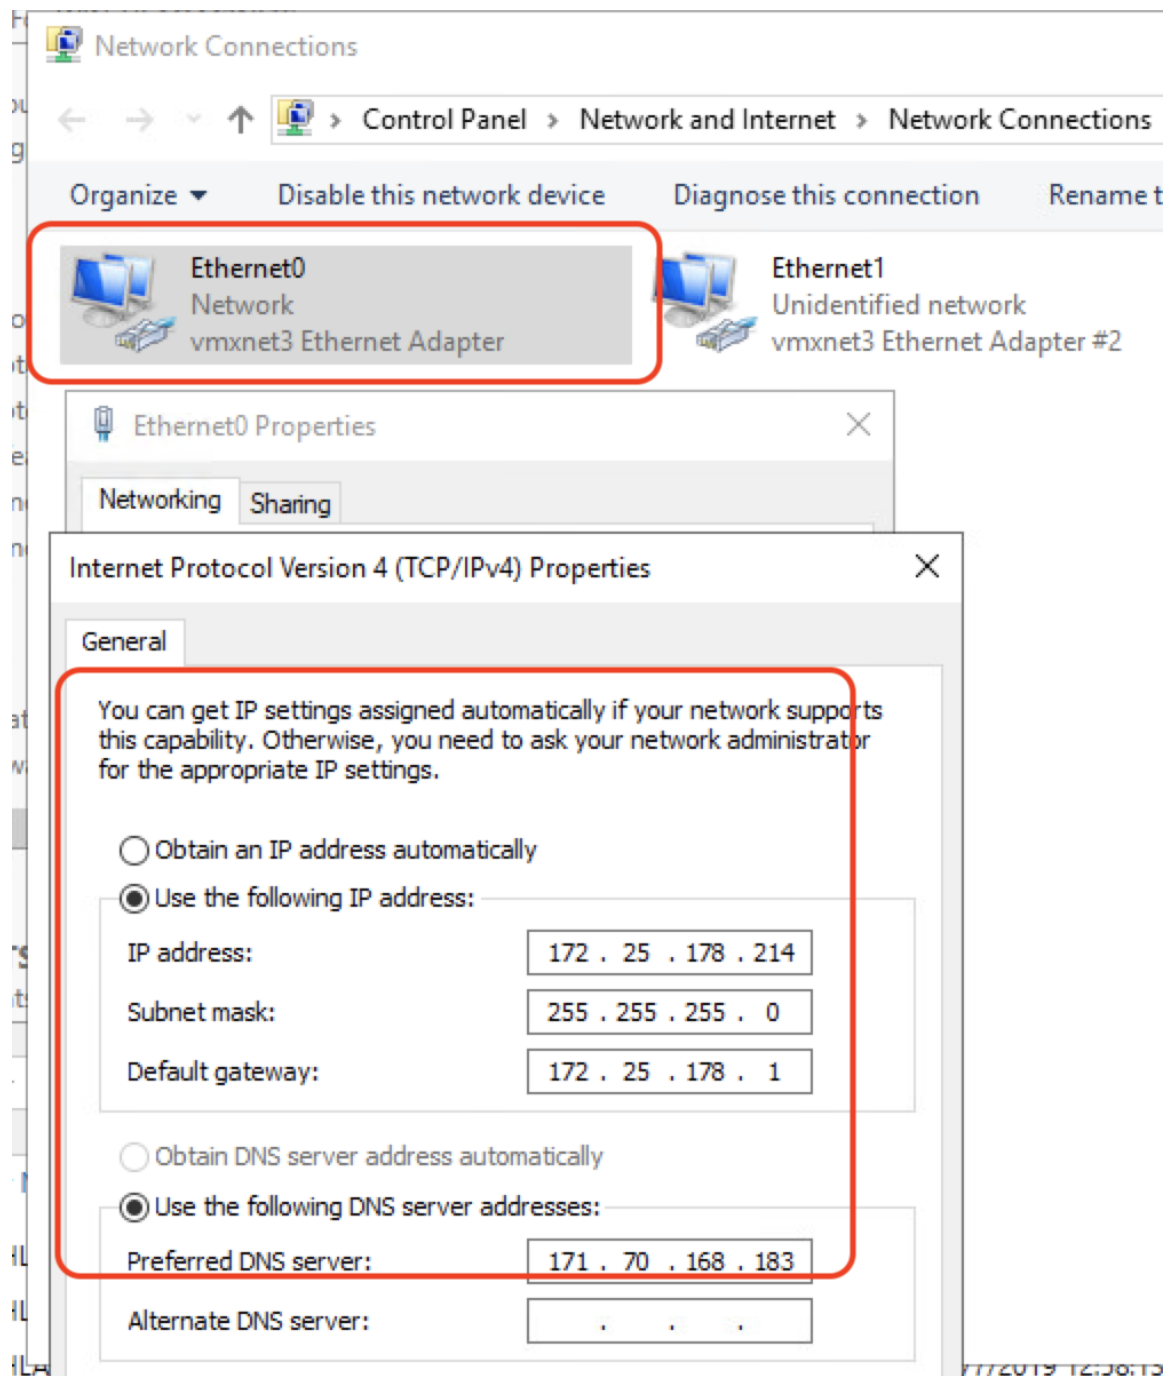 Network Connections
Control Panel > Network and Internet > Network Connections
Organize Disable this network device Diagnose this connection Rename t
Ethernet0
Network
vmxnet3 Ethernet Adapter
Ethernet1
Unidentified network
vmxnet3 Ethernet Adapter #2
Ethernet0 Properties
Networking Sharing
Internet Protocol Version 4 (TCP/IPv4) Properties
General
You can get IP settings assigned automatically if your network supports
this capability. Otherwise, you need to ask your network administrator
for the appropriate IP settings.
Obtain an IP address automatically
Use the following IP address:
IP address: 172 . 25 . 178 . 214
Subnet mask: 255 . 255 . 255 . 0
Default gateway: 172 . 25 . 178 . 1
Obtain DNS server address automatically
Use the following DNS server addresses:
Preferred DNS server: 171 . 70 . 168 . 183
Alternate DNS server: . . .